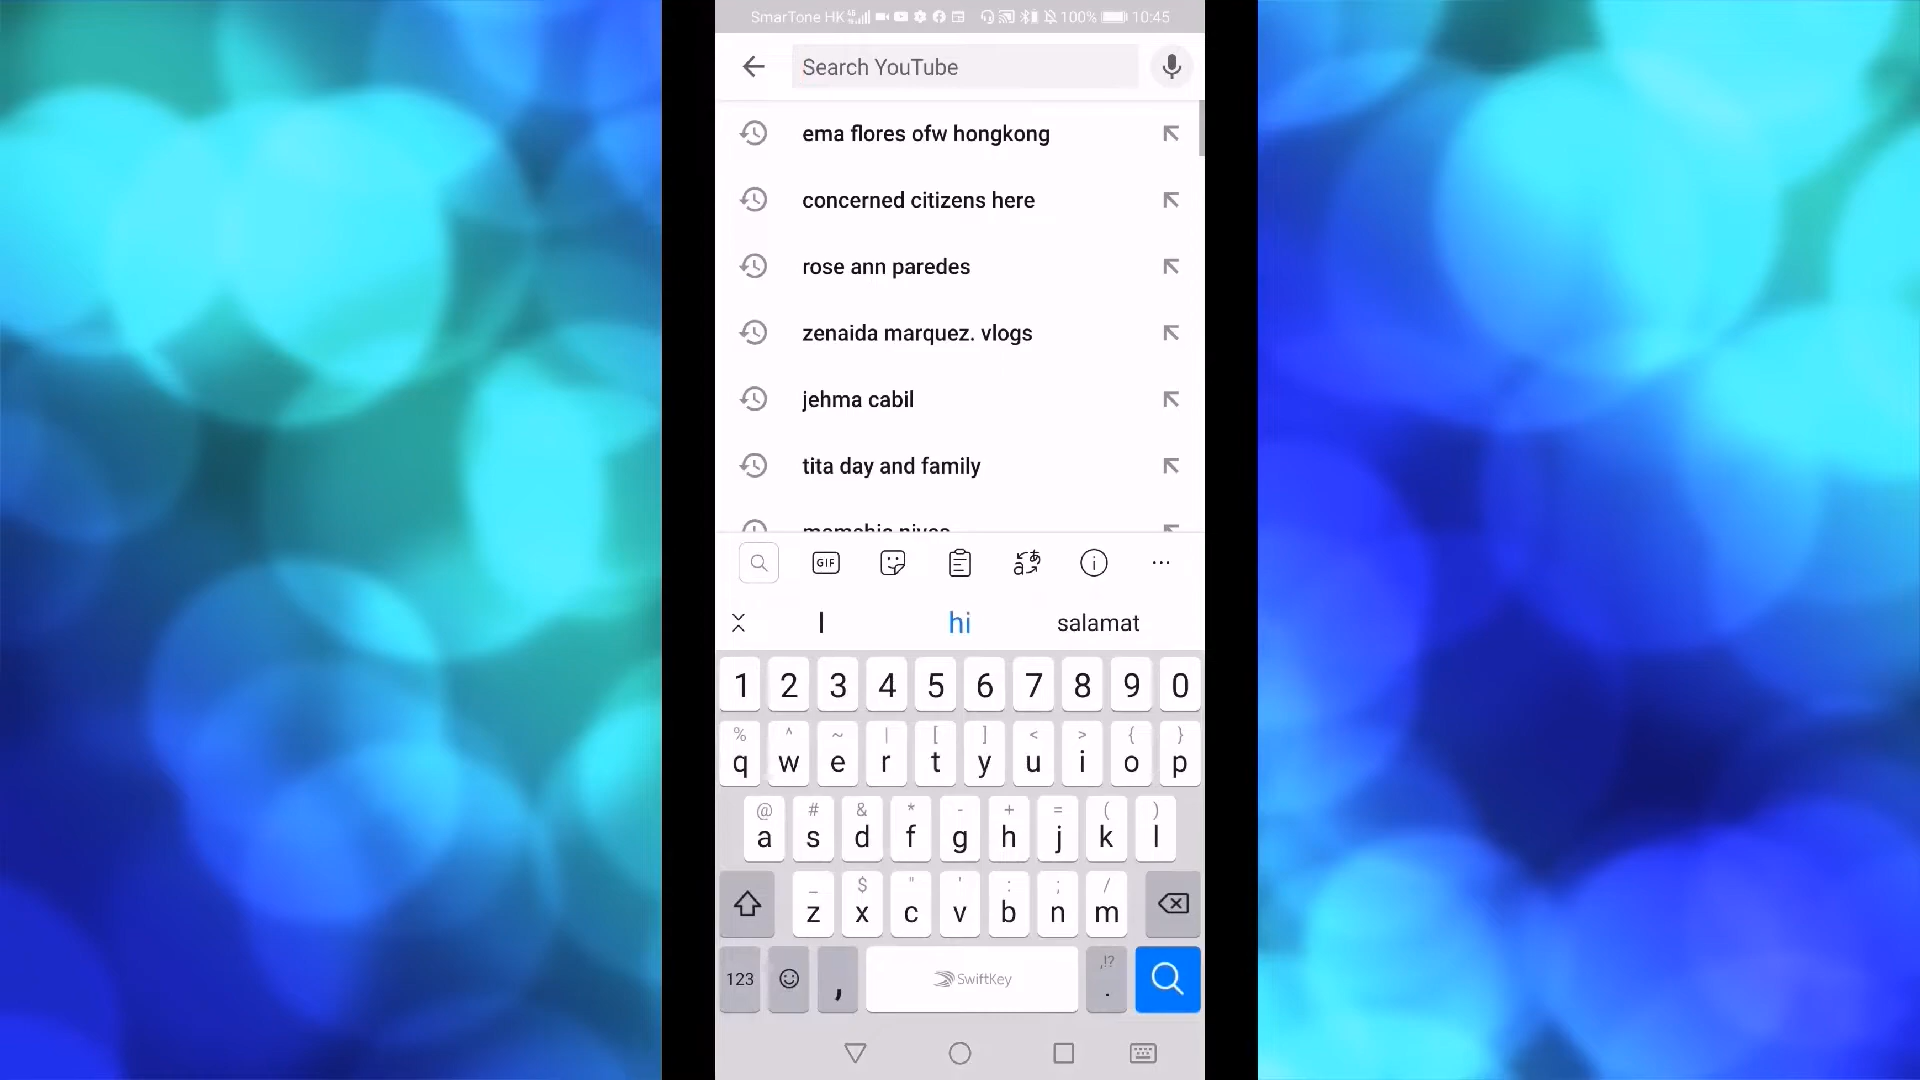 SmarTone HK 4G 100% 10:45
Search YouTube
ema flores ofw hongkong
concerned citizens here
rose ann paredes
zenaida marquez. vlogs
jehma cabil
tita day and family
GIF
I hi salamat
1 2 3 4 5 6 7 8 9 0
% ^ ~ | [ ] < > { }
q w e r t y u i o p
@ # & * - + = ( )
a s d f g h j k l
_ $ " ' : ; /
z x c v b n m
123 , SwiftKey ,!? .